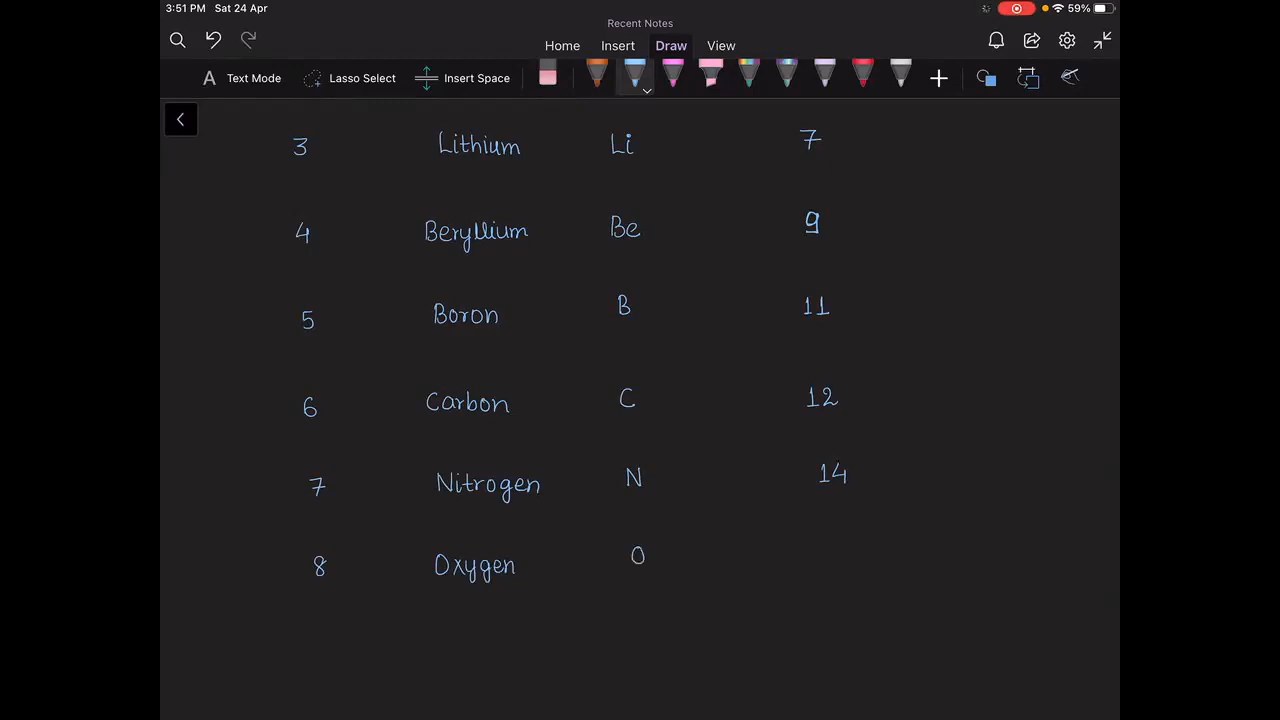 3:51 PM Sat 24 Apr 59%
Recent Notes
Home Insert Draw View
Text Mode Lasso Select Insert Space
3 Lithium Li 7
4 Beryllium Be 9
5 Boron B 11
6 Carbon C 12
7 Nitrogen N 14
8 Oxygen O